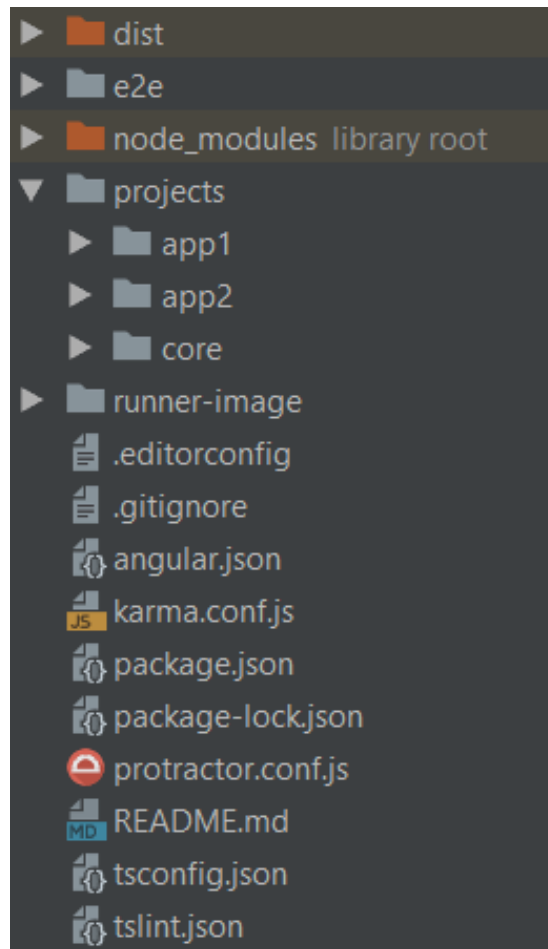 dist
e2e
node_modules library root
projects
app1
app2
core
runner-image
.editorconfig
.gitignore
angular.json
JS karma.conf.js
package.json
package-lock.json
protractor.conf.js
MD README.md
tsconfig.json
tslint.json